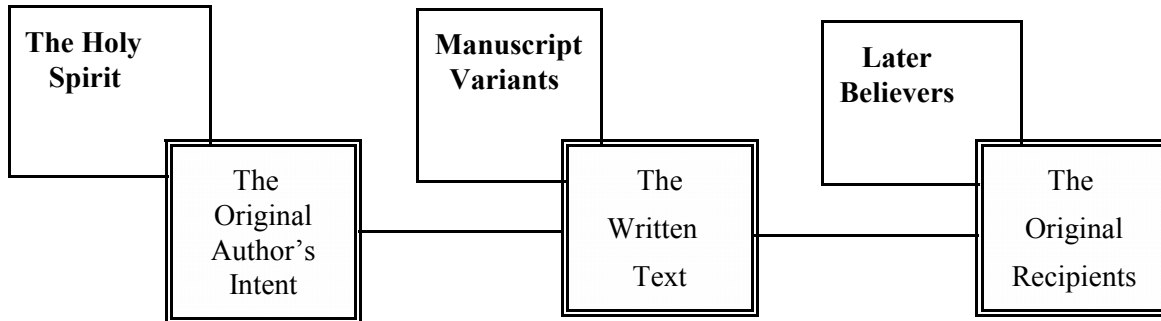 The Holy
Spirit
Manuscript
Variants
Later
Believers
The
Original
Author’s
Intent
The
Written
Text
The
Original
Recipients